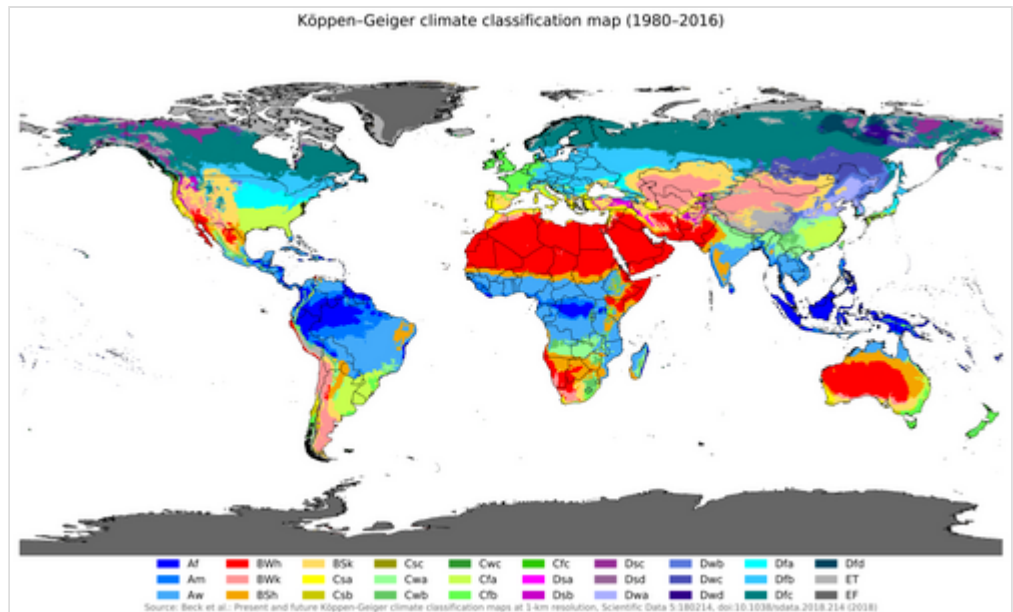 Köppen–Geiger climate classification map (1980–2016)
Af BWh BSk Csc Cwc Cfc Dsc Dwb Dfa Dfd
Am BWk Csa Cwa Cfa Dsa Dsd Dwc Dfb ET
Aw BSh Csb Cwb Cfb Dsb Dwa Dwd Dfc EF
Source: Beck et al.: Present and future Köppen-Geiger climate classification maps at 1-km resolution, Scientific Data 5:180214, doi:10.1038/sdata.2018.214 (2018)